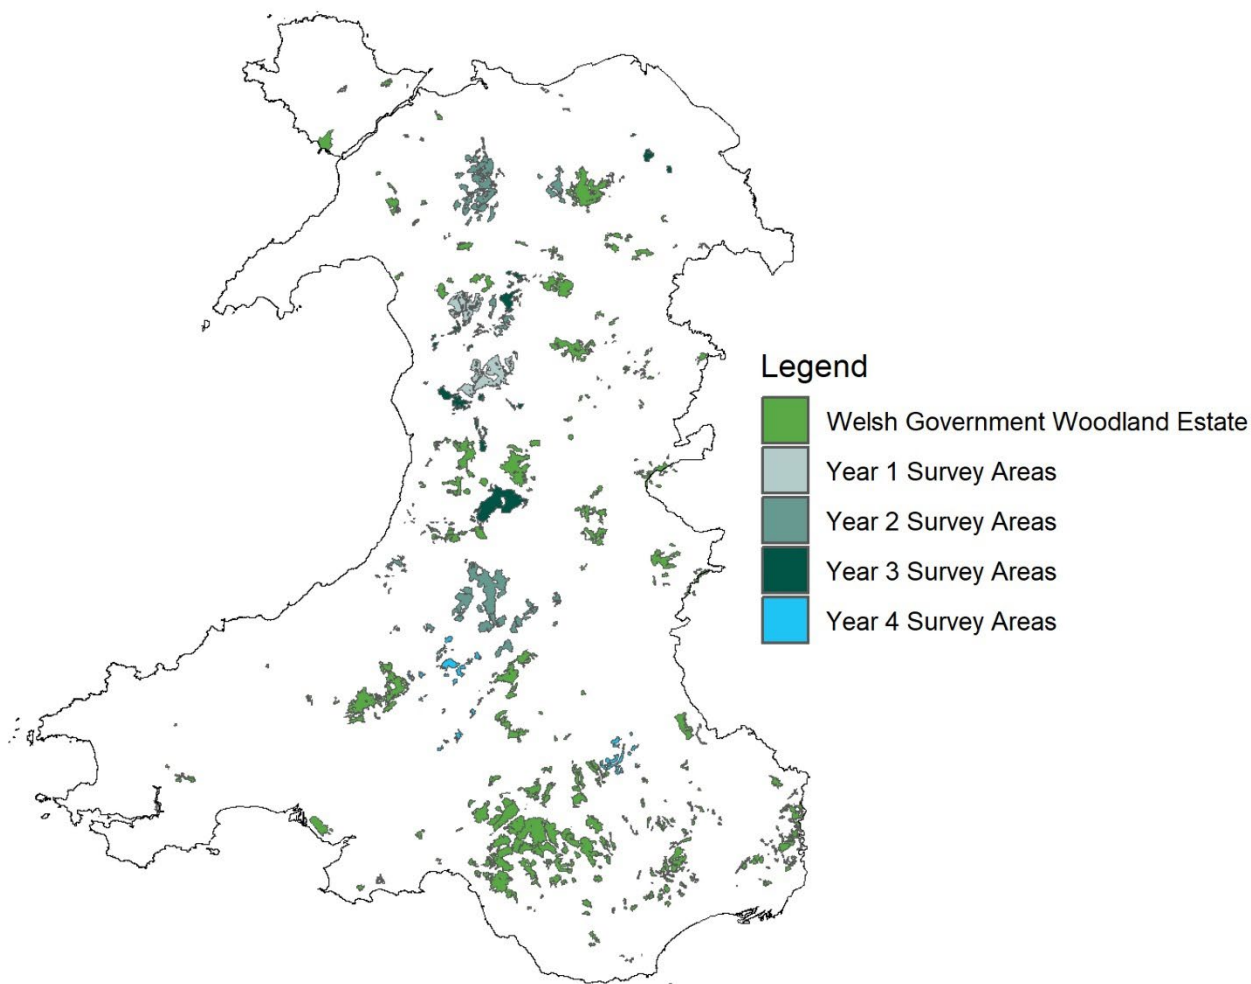 Legend
Welsh Government Woodland Estate
Year 1 Survey Areas
Year 2 Survey Areas
Year 3 Survey Areas
Year 4 Survey Areas